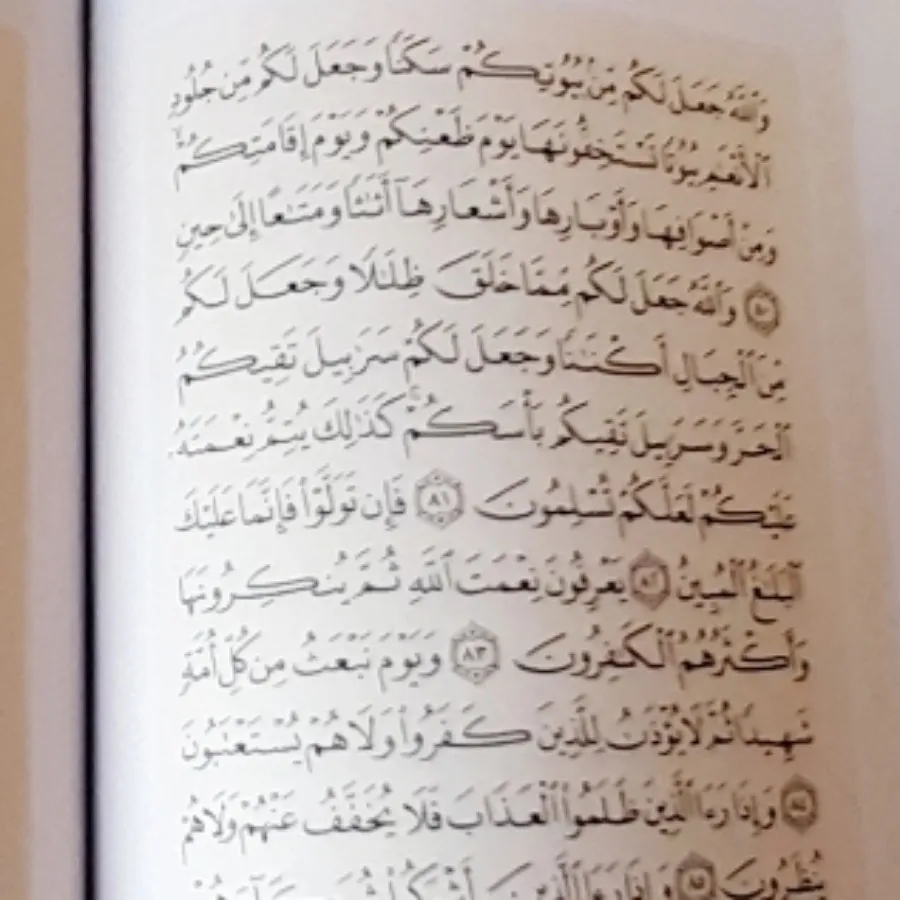 وَٱللَّهُ جَعَلَ لَكُم مِّنۢ بُيُوتِكُمْ سَكَنًا وَجَعَلَ لَكُم مِّن جُلُودِ
ٱلْأَنْعَٰمِ بُيُوتًا تَسْتَخِفُّونَهَا يَوْمَ ظَعْنِكُمْ وَيَوْمَ إِقَامَتِكُمْ ۙ
وَمِنْ أَصْوَافِهَا وَأَوْبَارِهَا وَأَشْعَارِهَآ أَثَٰثًا وَمَتَٰعًا إِلَىٰ حِينٍ
٨٠ وَٱللَّهُ جَعَلَ لَكُم مِّمَّا خَلَقَ ظِلَٰلًا وَجَعَلَ لَكُم
مِّنَ ٱلْجِبَالِ أَكْنَٰنًا وَجَعَلَ لَكُمْ سَرَٰبِيلَ تَقِيكُمُ
ٱلْحَرَّ وَسَرَٰبِيلَ تَقِيكُم بَأْسَكُمْ ۚ كَذَٰلِكَ يُتِمُّ نِعْمَتَهُۥ
عَلَيْكُمْ لَعَلَّكُمْ تُسْلِمُونَ ٨١ فَإِن تَوَلَّوْا۟ فَإِنَّمَا عَلَيْكَ
ٱلْبَلَٰغُ ٱلْمُبِينُ ٨٢ يَعْرِفُونَ نِعْمَتَ ٱللَّهِ ثُمَّ يُنكِرُونَهَا
وَأَكْثَرُهُمُ ٱلْكَٰفِرُونَ ٨٣ وَيَوْمَ نَبْعَثُ مِن كُلِّ أُمَّةٍ
شَهِيدًا ثُمَّ لَا يُؤْذَنُ لِلَّذِينَ كَفَرُوا۟ وَلَا هُمْ يُسْتَعْتَبُونَ
٨٤ وَإِذَا رَءَا ٱلَّذِينَ ظَلَمُوا۟ ٱلْعَذَابَ فَلَا يُخَفَّفُ عَنْهُمْ وَلَا هُمْ
يُنظَرُونَ ٨٥ وَإِذَا رَءَا ٱلَّذِينَ أَشْرَكُوا۟